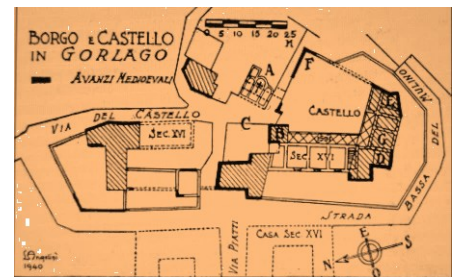 BORGO E CASTELLO
IN GORLAGO
AVANZI MEDIOEVALI
0 5 10 15 20 25
M
A
F
CASTELLO
E
VIA DEL CASTELLO
SEC. XVI
C
B
G
D
SEC. XVI
STRADA BASSA DEL MULINO
VIA PIATTI
CASA SEC. XVI
E
N
S
1940